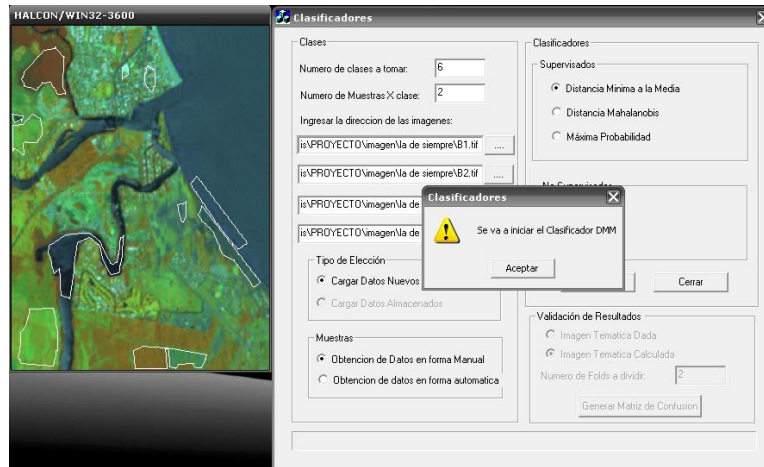 HALCON/WIN32-3600
Clasificadores
Clases
Numero de clases a tomar:
6
Numero de Muestras X clase:
2
Ingresar la direccion de las imagenes:
is\PROYECTO\imagen\la de siempre\B1.tif
....
is\PROYECTO\imagen\la de siempre\B2.tif
....
is\PROYECTO\imagen\la de
is\PROYECTO\imagen\la de
Tipo de Elección
Cargar Datos Nuevos
Cargar Datos Almacenados
Muestras
Obtencion de Datos en forma Manual
Obtencion de datos en forma automatica
Clasificadores
Supervisados
Distancia Minima a la Media
Distancia Mahalanobis
Máxima Probabilidad
Clasificadores
Se va a iniciar el Clasificador DMM
Aceptar
Cerrar
Validación de Resultados
Imagen Tematica Dada
Imagen Tematica Calculada
Numero de Folds a dividir:
2
Generar Matriz de Confusion